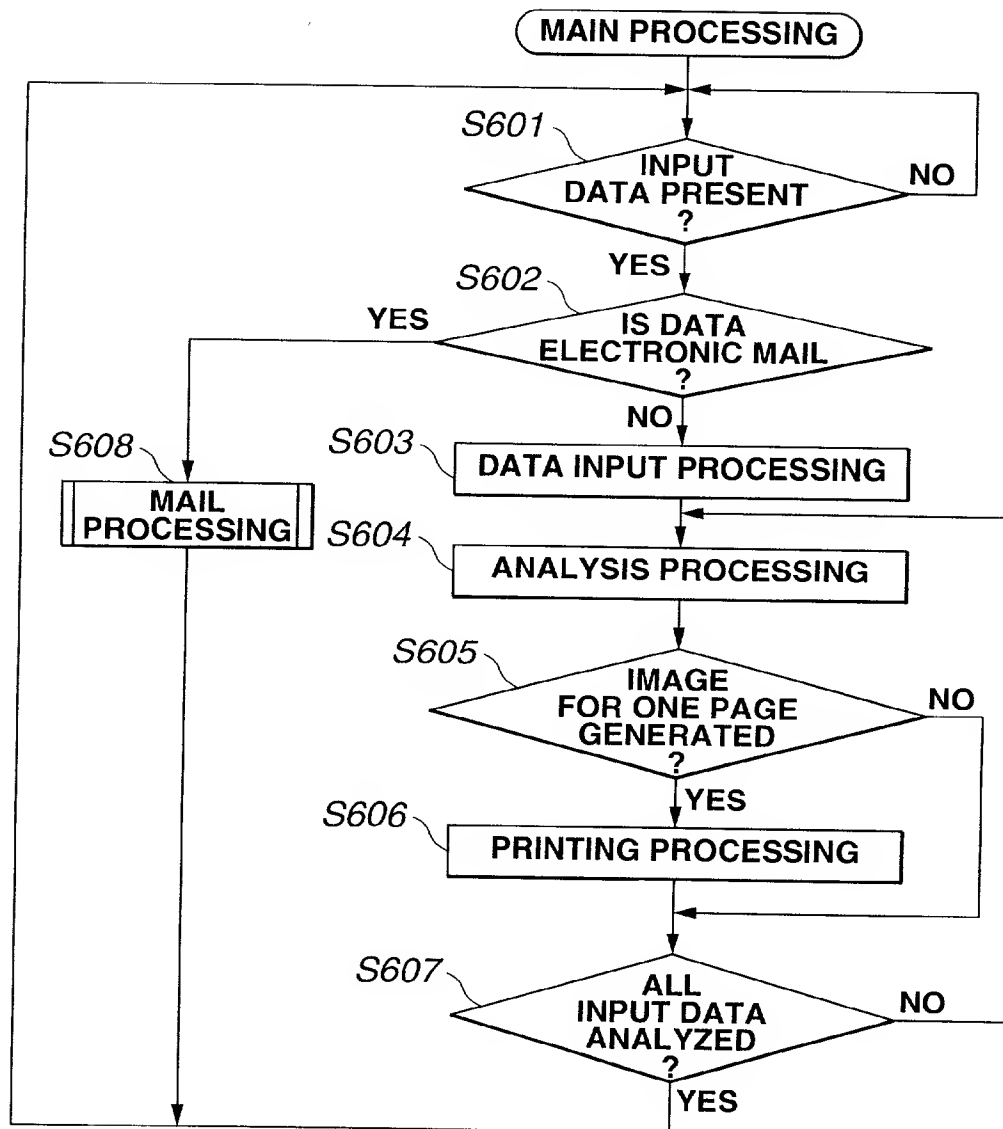 MAIN PROCESSING
S601
INPUT
DATA PRESENT
?
NO
YES
S602
YES
IS DATA
ELECTRONIC MAIL
?
NO
S603
DATA INPUT PROCESSING
S608
MAIL
PROCESSING
S604
ANALYSIS PROCESSING
S605
IMAGE
FOR ONE PAGE
GENERATED
?
NO
YES
S606
PRINTING PROCESSING
S607
ALL
INPUT DATA
ANALYZED
?
NO
YES